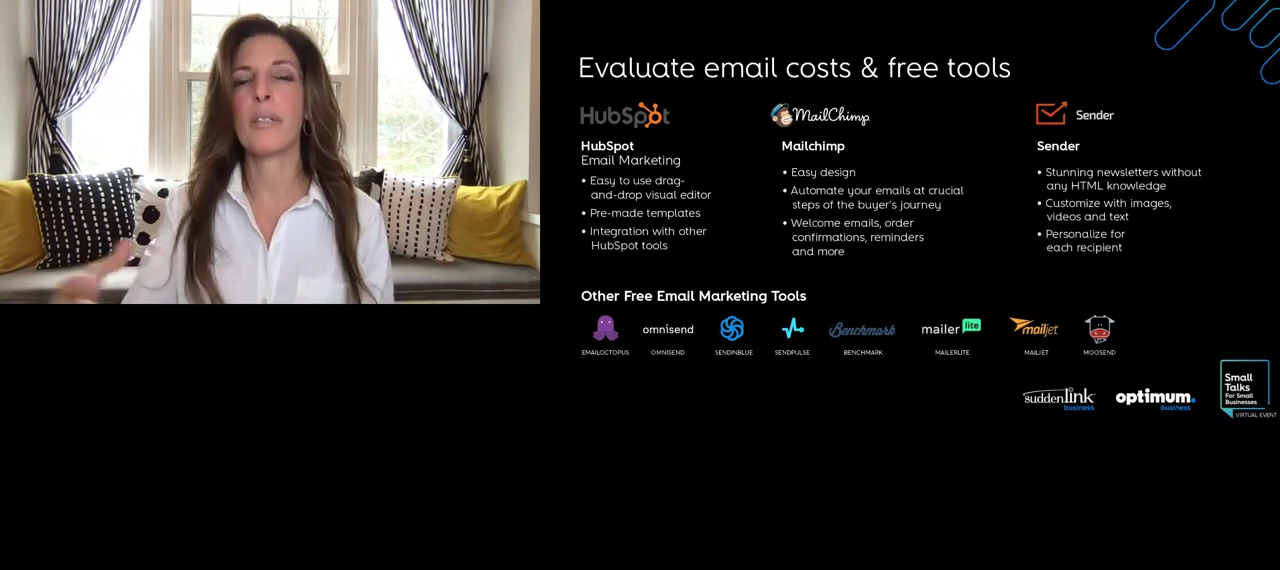 Evaluate email costs & free tools
HubSpot
MailChimp
Sender
HubSpot
Email Marketing
• Easy to use drag-
and-drop visual editor
• Pre-made templates
• Integration with other
HubSpot tools
Mailchimp
• Easy design
• Automate your emails at crucial
steps of the buyer's journey
• Welcome emails, order
confirmations, reminders
and more
Sender
• Stunning newsletters without
any HTML knowledge
• Customize with images,
videos and text
• Personalize for
each recipient
Other Free Email Marketing Tools
omnisend
Benchmark
mailer lite
mailjet
EMAILOCTOPUS
OMNISEND
SENDINBLUE
SENDPULSE
BENCHMARK
MAILERLITE
MAILJET
MOOSEND
suddenlink
business
optimum.
business
Small
Talks
For Small
Businesses
VIRTUAL EVENT